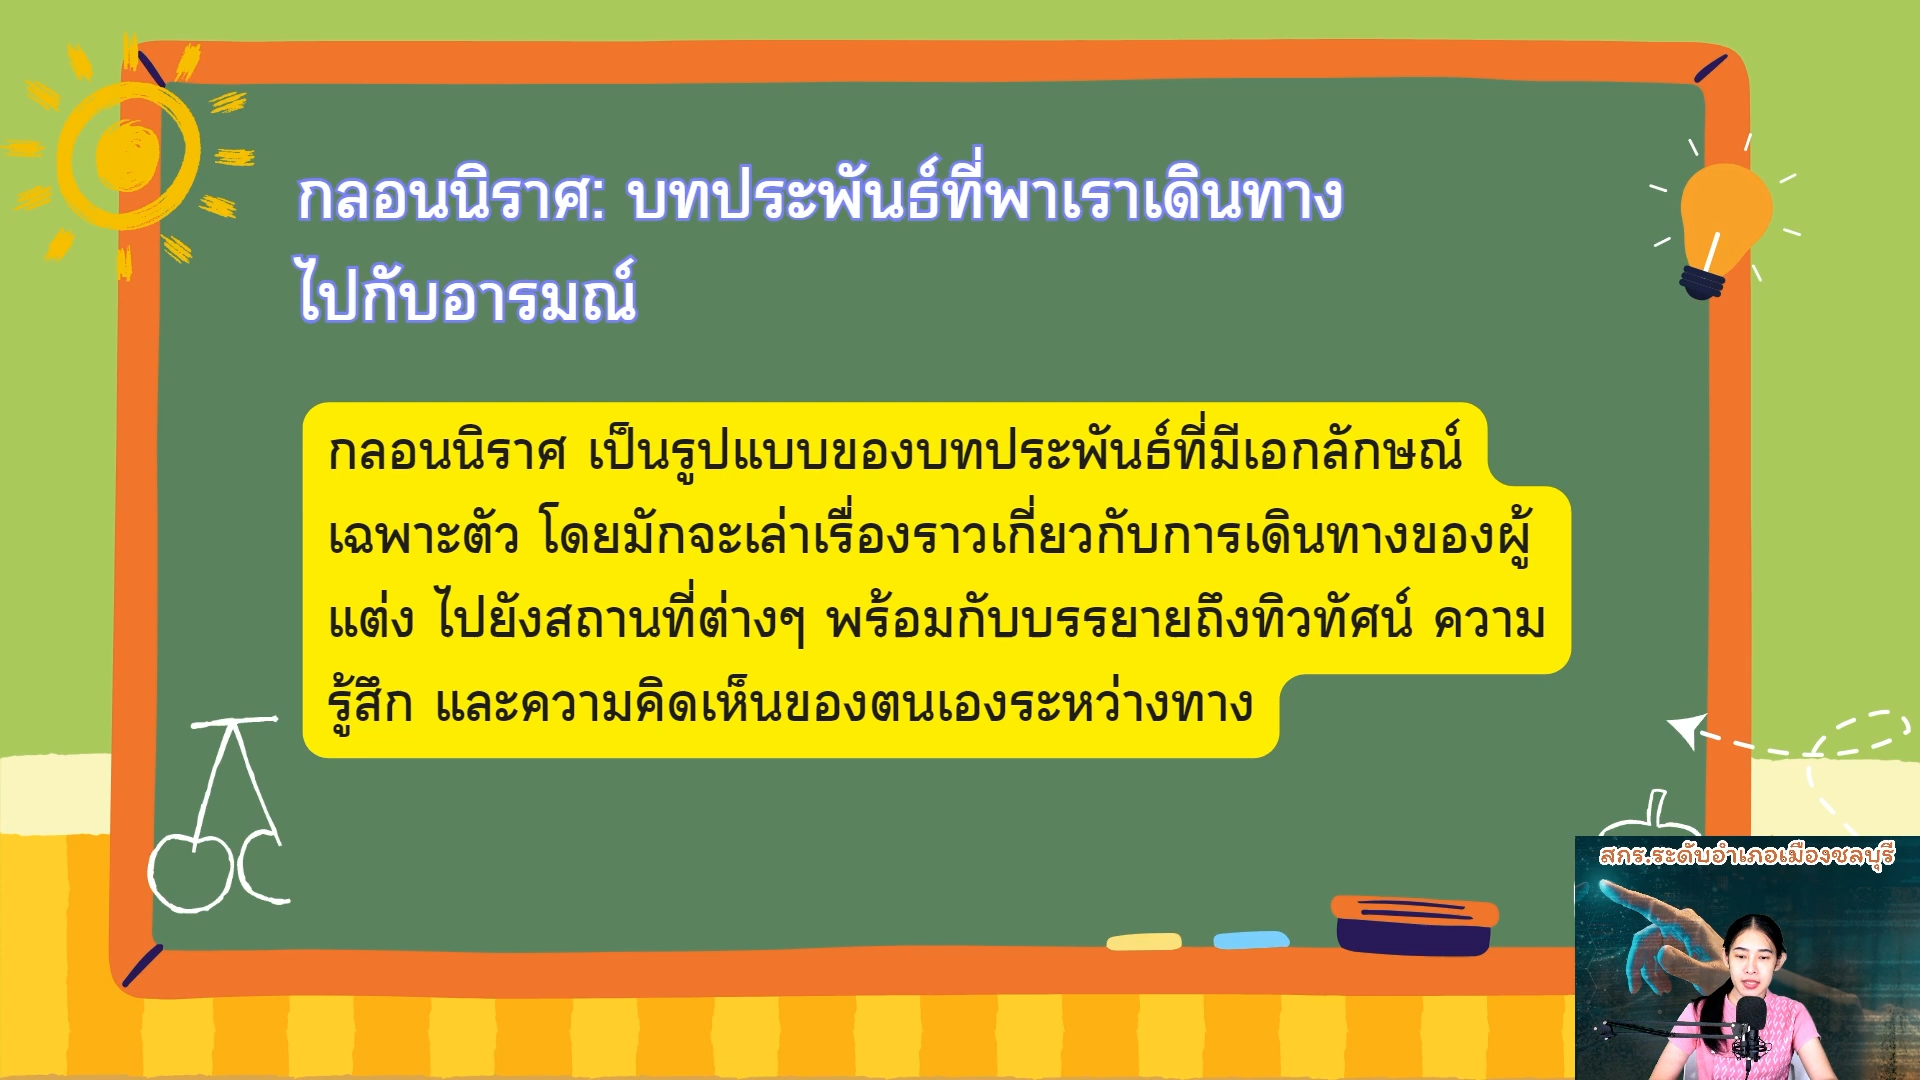 กลอนนิราศ: บทประพันธ์ที่พาเราเดินทาง
ไปกับอารมณ์
กลอนนิราศ เป็นรูปแบบของบทประพันธ์ที่มีเอกลักษณ์
เฉพาะตัว โดยมักจะเล่าเรื่องราวเกี่ยวกับการเดินทางของผู้
แต่ง ไปยังสถานที่ต่างๆ พร้อมกับบรรยายถึงทิวทัศน์ ความ
รู้สึก และความคิดเห็นของตนเองระหว่างทาง
สกร.ระดับอำเภอเมืองชลบุรี